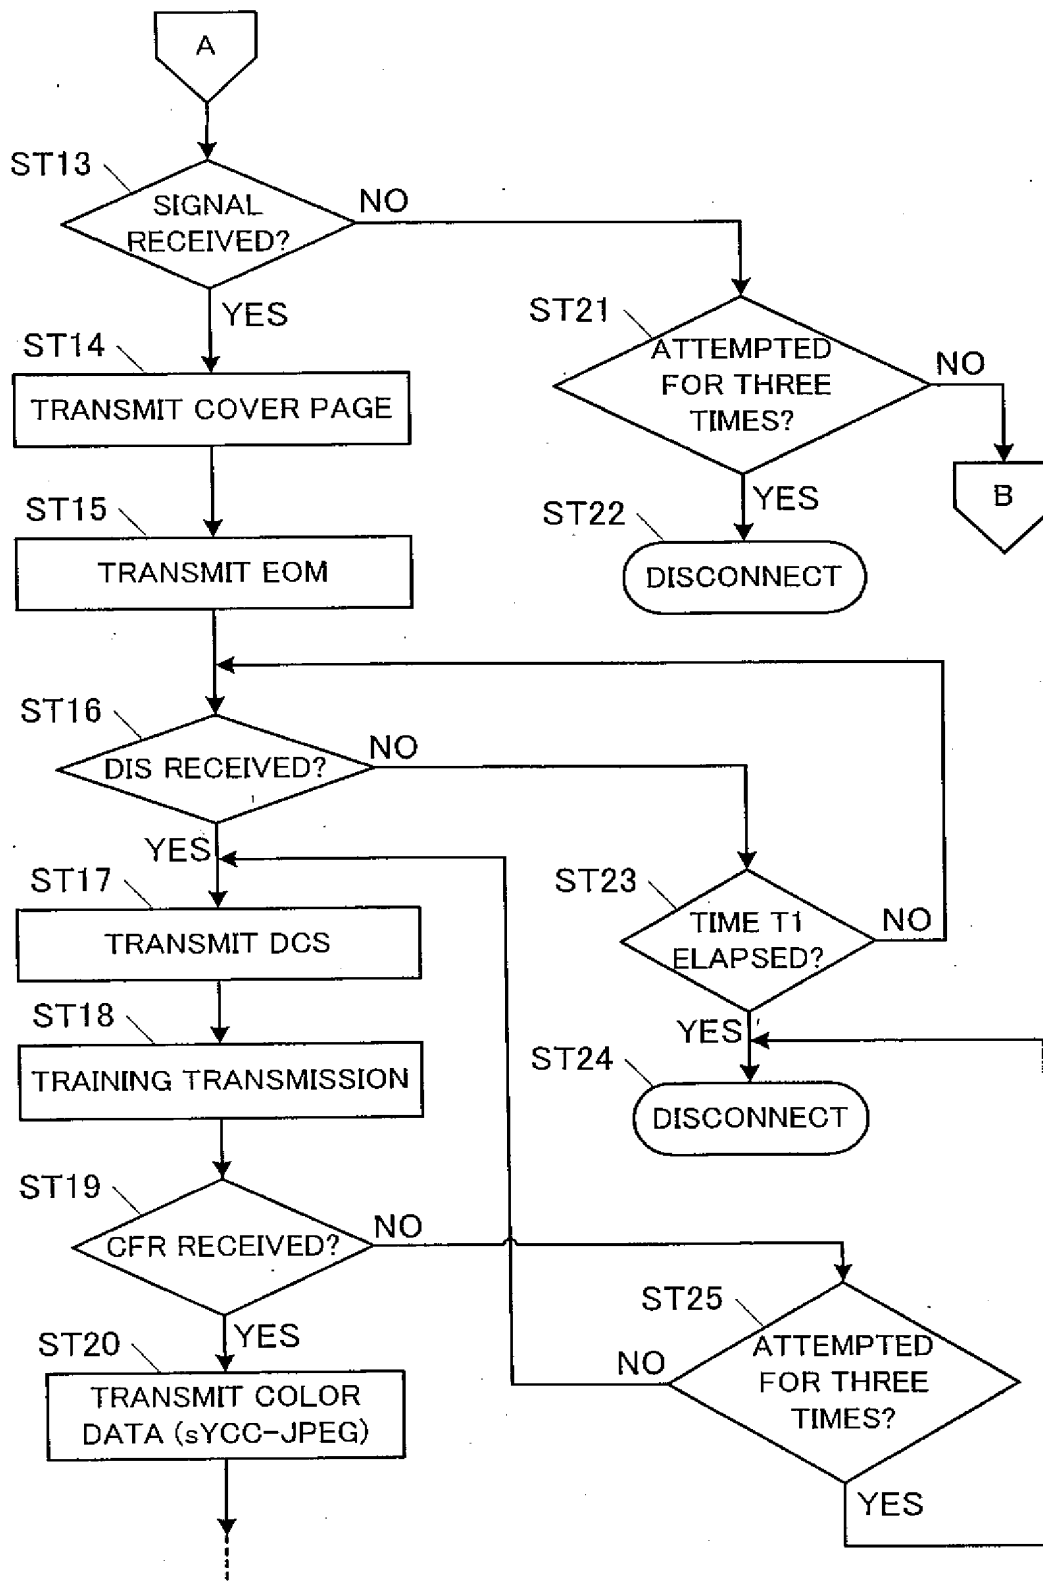 A
ST13
SIGNAL
RECEIVED?
NO
YES
ST14
TRANSMIT COVER PAGE
ST21
ATTEMPTED
FOR THREE
TIMES?
NO
B
YES
ST22
DISCONNECT
ST15
TRANSMIT EOM
ST16
DIS RECEIVED?
NO
YES
ST17
TRANSMIT DCS
ST23
TIME T1
ELAPSED?
NO
YES
ST24
DISCONNECT
ST18
TRAINING TRANSMISSION
ST19
CFR RECEIVED?
NO
YES
ST20
TRANSMIT COLOR
DATA (sYCC-JPEG)
ST25
ATTEMPTED
FOR THREE
TIMES?
NO
YES